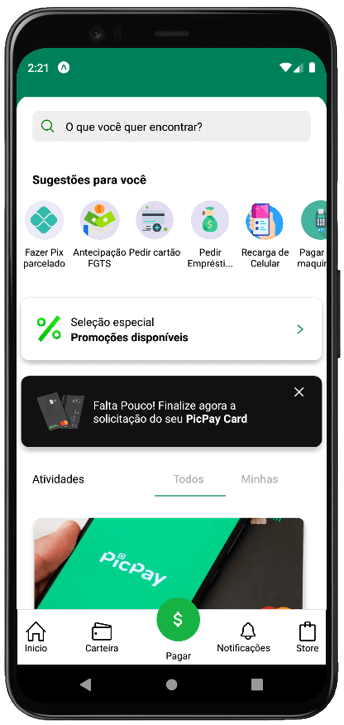 2:21
O que você quer encontrar?
Sugestões para você
Fazer Pix
parcelado
Antecipação
FGTS
Pedir cartão
Pedir
Emprésti...
Recarga de
Celular
Pagar
maquin
Seleção especial
Promoções disponíveis
Falta Pouco! Finalize agora a
solicitação do seu PicPay Card
Atividades
Todos
Minhas
PicPay
$
Inicio
Carteira
Pagar
Notificações
Store